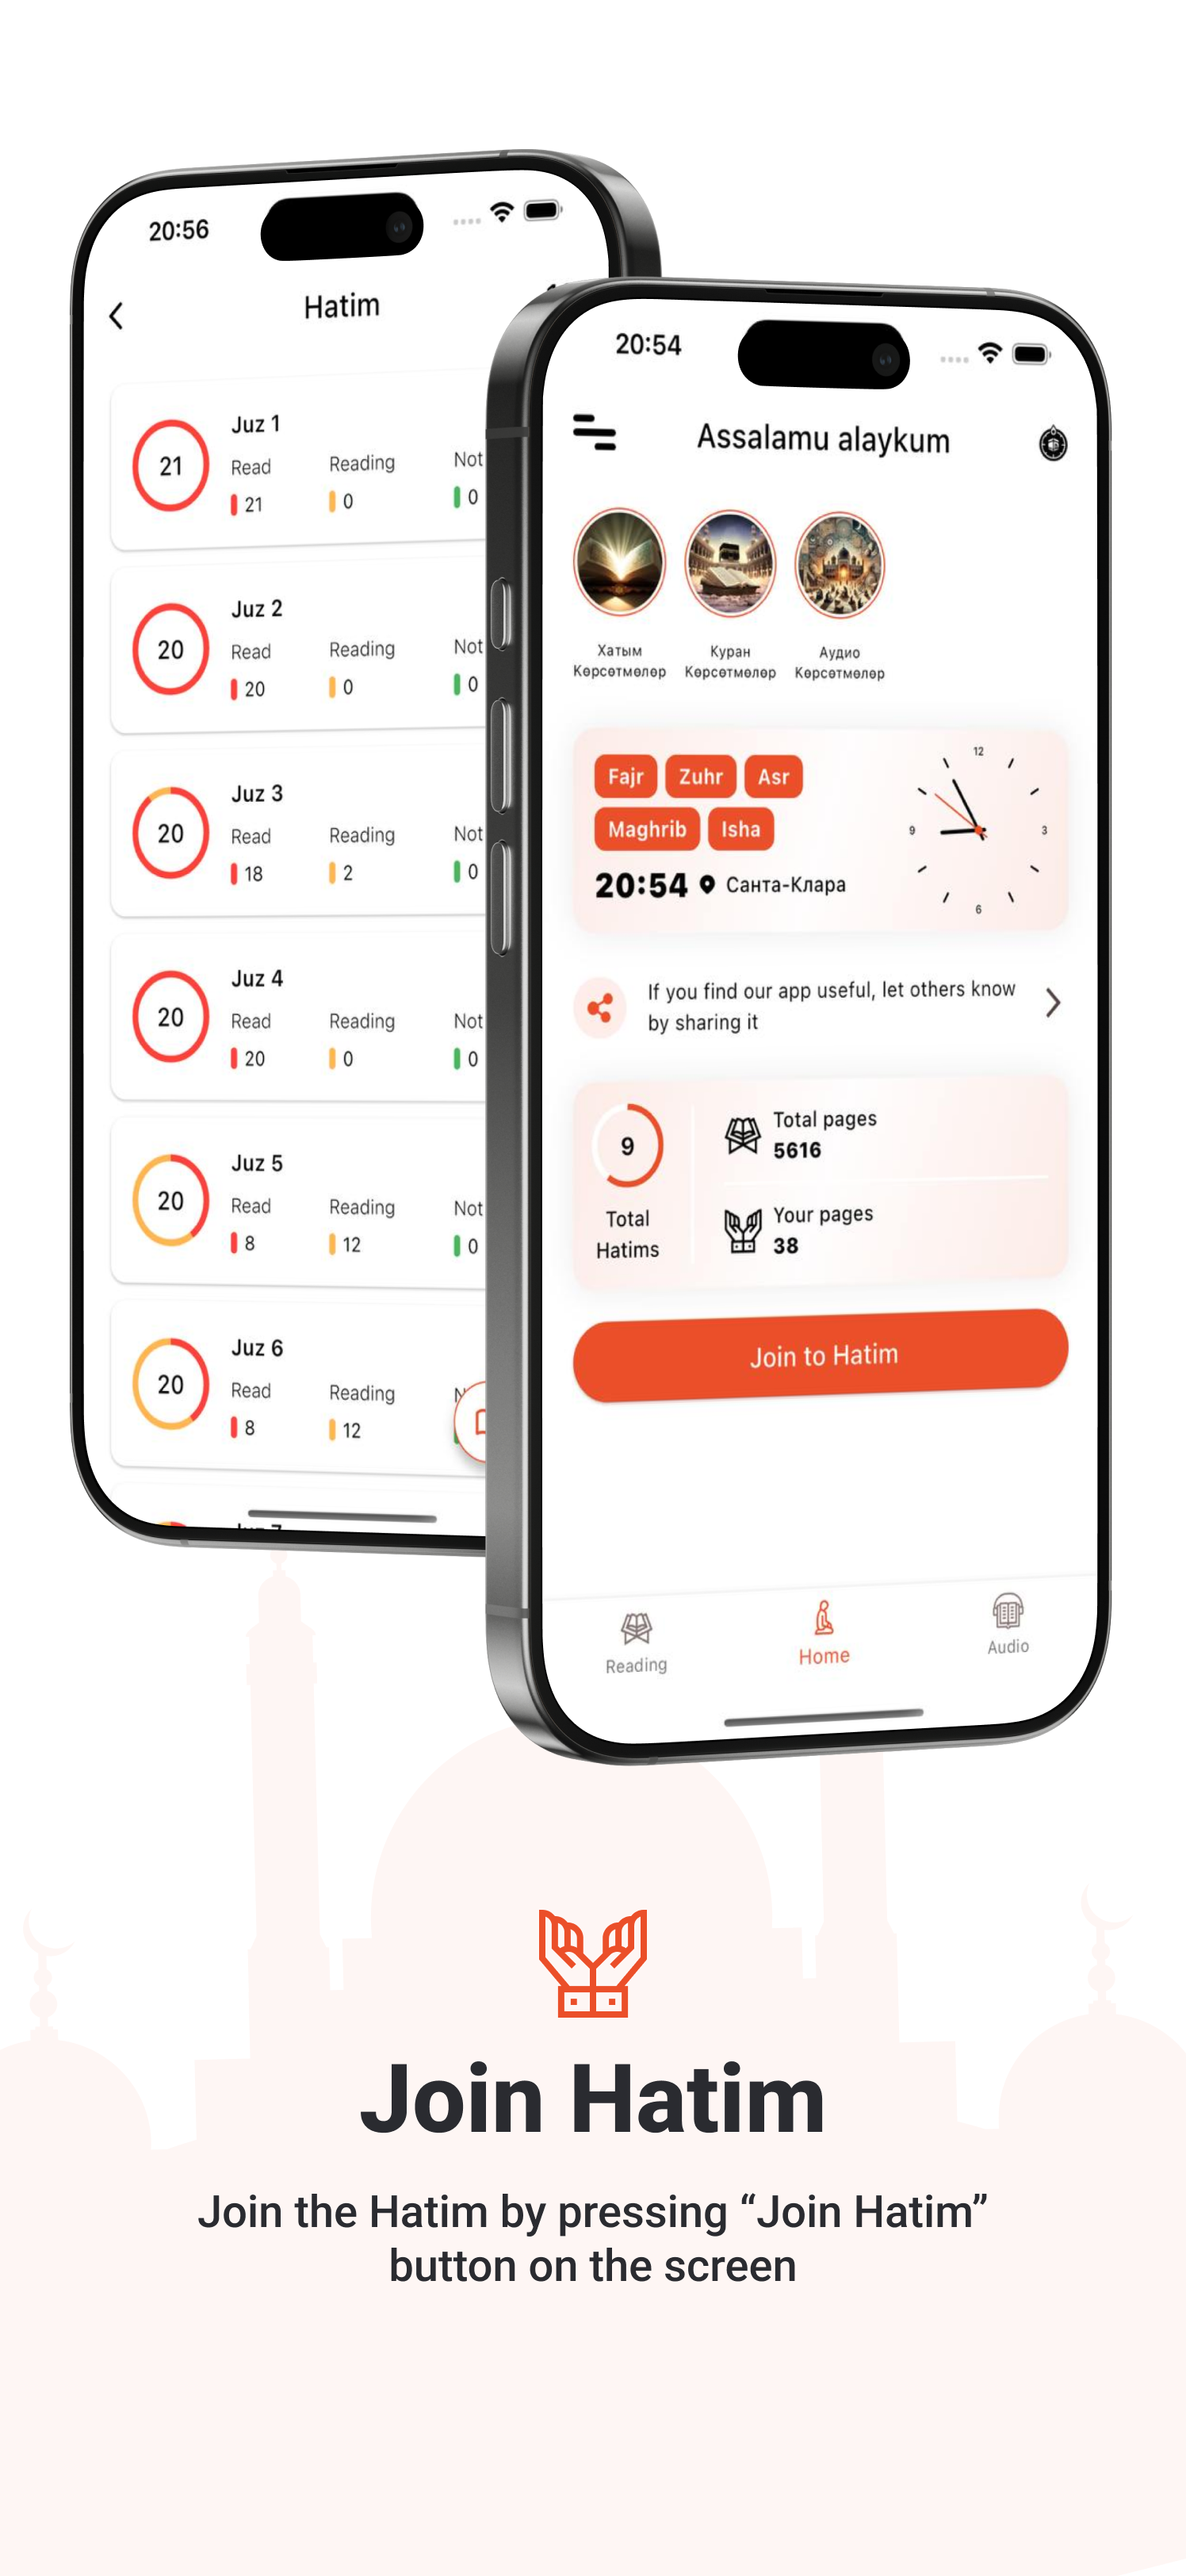 20:56
Hatim
21
Juz 1
Read
Reading
Not
21
0
0
20
Juz 2
Read
Reading
Not
20
0
0
20
Juz 3
Read
Reading
Not
18
2
0
20
Juz 4
Read
Reading
Not
20
0
0
20
Juz 5
Read
Reading
Not
8
12
0
20
Juz 6
Read
Reading
8
12
Juz 7
20:54
Assalamu alaykum
Хатым
Көрсөтмөлөр
Куран
Көрсөтмөлөр
Аудио
Көрсөтмөлөр
Fajr
Zuhr
Asr
Maghrib
Isha
20:54
Санта-Клара
12
3
6
9
If you find our app useful, let others know
by sharing it
9
Total
Hatims
Total pages
5616
Your pages
38
Join to Hatim
Reading
Home
Audio
Join Hatim
Join the Hatim by pressing “Join Hatim”
button on the screen